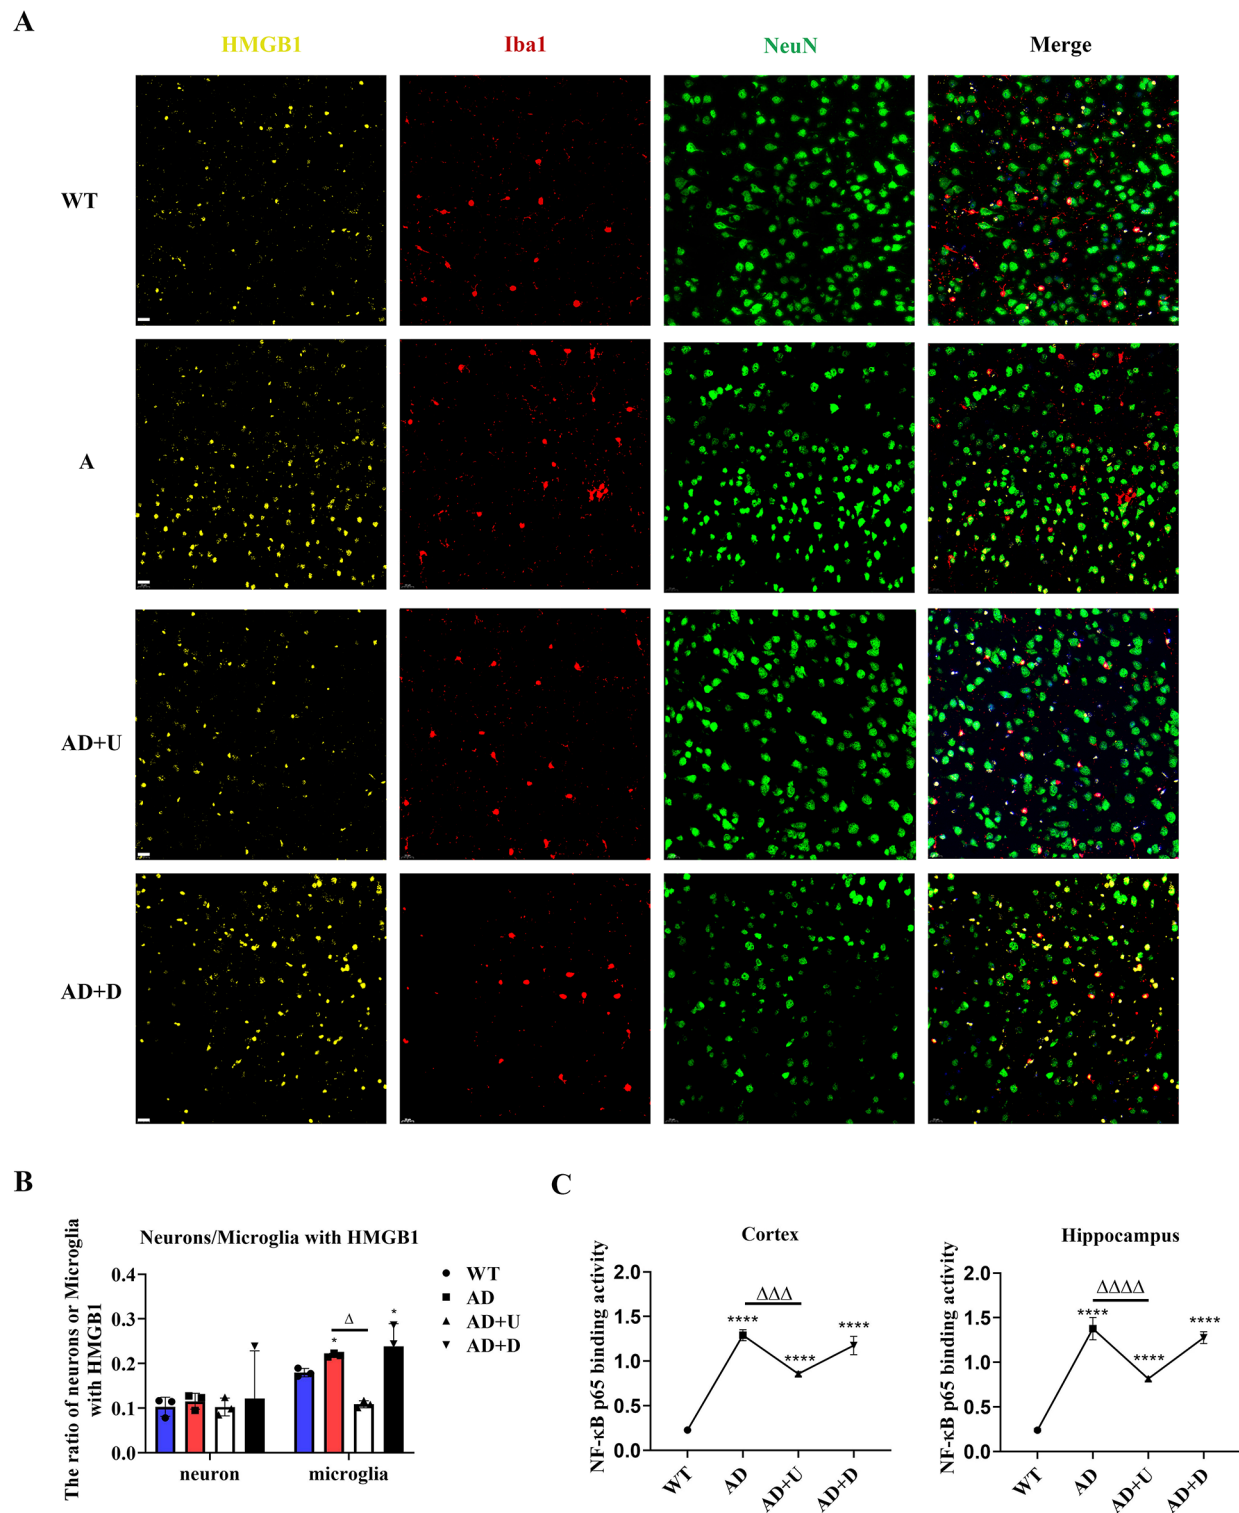 A
HMGB1 Iba1 NeuN Merge
WT
A
AD+U
AD+D
B
Neurons/Microglia with HMGB1
The ratio of neurons or Microglia
with HMGB1
0.4
0.3
0.2
0.1
0.0
* Δ *
neuron microglia
WT
AD
AD+U
AD+D
C
Cortex
NF-κB p65 binding activity
2.0
1.5
1.0
0.5
0.0
ΔΔΔ
**** **** ****
WT AD AD+U AD+D
Hippocampus
NF-κB p65 binding activity
2.0
1.5
1.0
0.5
0.0
ΔΔΔΔ
**** **** ****
WT AD AD+U AD+D